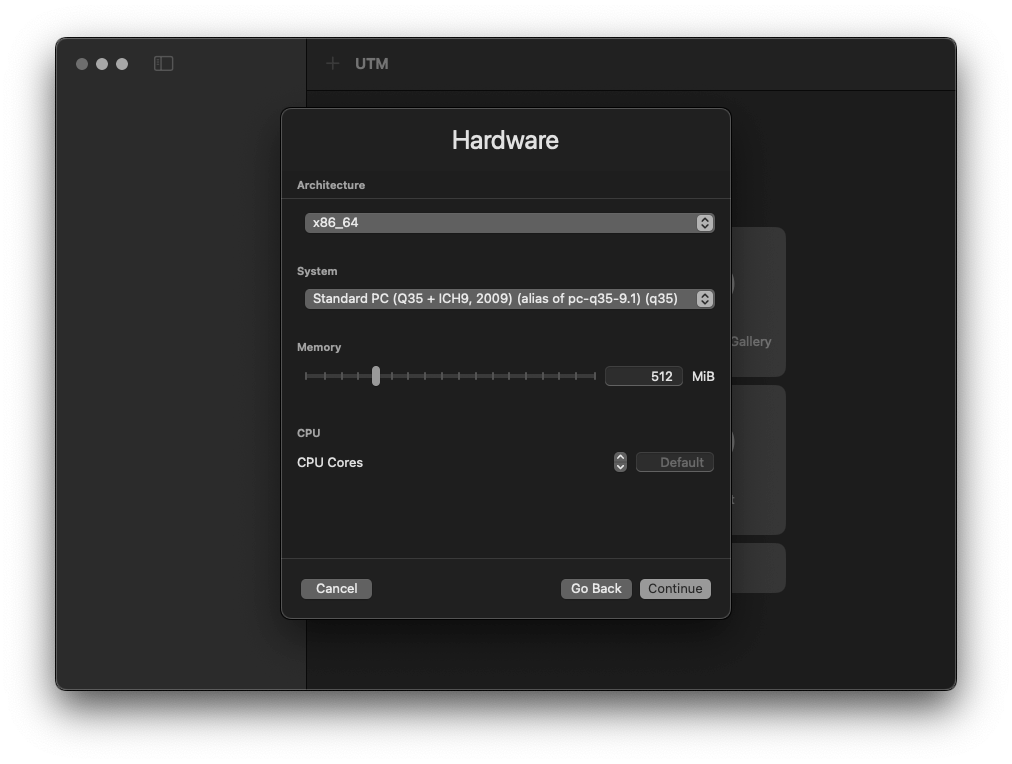 UTM
Hardware
Architecture
x86_64
System
Standard PC (Q35 + ICH9, 2009) (alias of pc-q35-9.1) (q35)
Gallery
Memory
512 MiB
CPU
CPU Cores Default
Cancel Go Back Continue